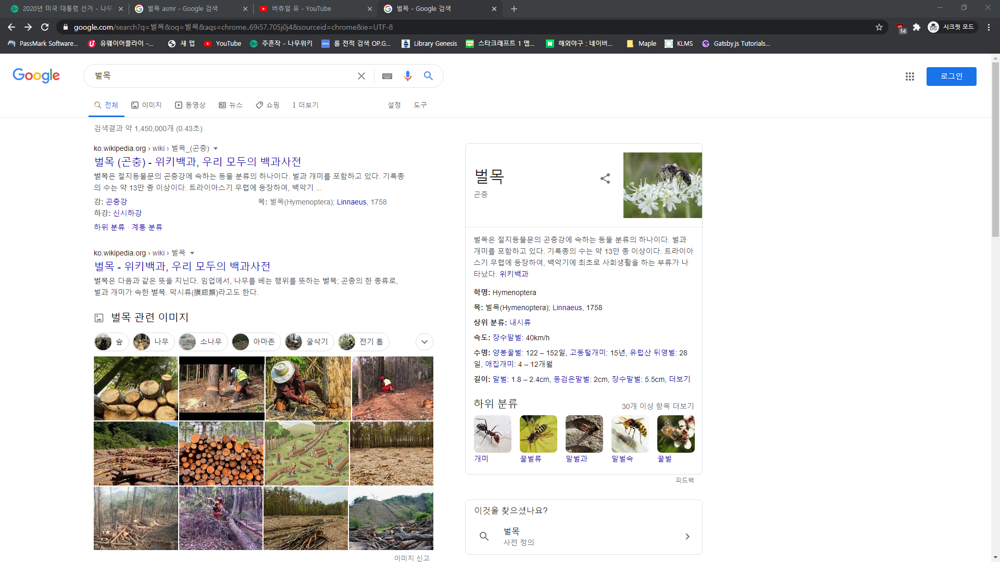 2020년 미국 대통령 선거 - 나무
벌목 asmr - Google 검색
버츄얼 유 - YouTube
벌목 - Google 검색
google.com/search?q=벌목&oq=벌목&aqs=chrome..69i57.705j0j4&sourceid=chrome&ie=UTF-8
14
시크릿 모드
PassMark Software...
유웨이어플라이 -...
새 탭
YouTube
주흔작 - 나무위키
롤 전적 검색 OP.G...
Library Genesis
스타크래프트 1 맵...
해외야구 : 네이버...
Maple
KLMS
Gatsby.js Tutorials...
Google
벌목
로그인
전체
이미지
동영상
뉴스
쇼핑
더보기
설정
도구
검색결과 약 1,450,000개 (0.43초)
ko.wikipedia.org › wiki › 벌목_(곤충)
벌목 (곤충) - 위키백과, 우리 모두의 백과사전
벌목은 절지동물문의 곤충강에 속하는 동물 분류의 하나이다. 벌과 개미를 포함하고 있다. 기록종
의 수는 약 13만 종 이상이다. 트라이아스기 무렵에 등장하여, 백악기 ...
강: 곤충강
목: 벌목(Hymenoptera); Linnaeus, 1758
하강: 신시하강
하위 분류 · 계통 분류
ko.wikipedia.org › wiki › 벌목
벌목 - 위키백과, 우리 모두의 백과사전
벌목은 다음과 같은 뜻을 지닌다. 임업에서, 나무를 베는 행위를 뜻하는 벌목; 곤충의 한 종류로,
벌과 개미가 속한 벌목. 막시류(膜翅類)라고도 한다.
벌목 관련 이미지
숲
나무
소나무
아마존
굴삭기
전기 톱
이미지 신고
벌목
곤충
벌목은 절지동물문의 곤충강에 속하는 동물 분류의 하나이다. 벌과
개미를 포함하고 있다. 기록종의 수는 약 13만 종 이상이다. 트라이아
스기 무렵에 등장하여, 백악기에 최초로 사회생활을 하는 부류가 나
타났다. 위키백과
학명: Hymenoptera
목: 벌목(Hymenoptera); Linnaeus, 1758
상위 분류: 내시류
속도: 장수말벌: 40km/h
수명: 양봉꿀벌: 122 – 152일, 고동털개미: 15년, 유럽산 뒤영벌: 28
일, 애집개미: 4 – 12개월
길이: 말벌: 1.8 – 2.4cm, 등검은말벌: 2cm, 장수말벌: 5.5cm, 더보기
하위 분류
30개 이상 항목 더보기
개미
꿀벌류
말벌과
말벌속
꿀벌
피드백
이것을 찾으셨나요?
벌목
사전 정의